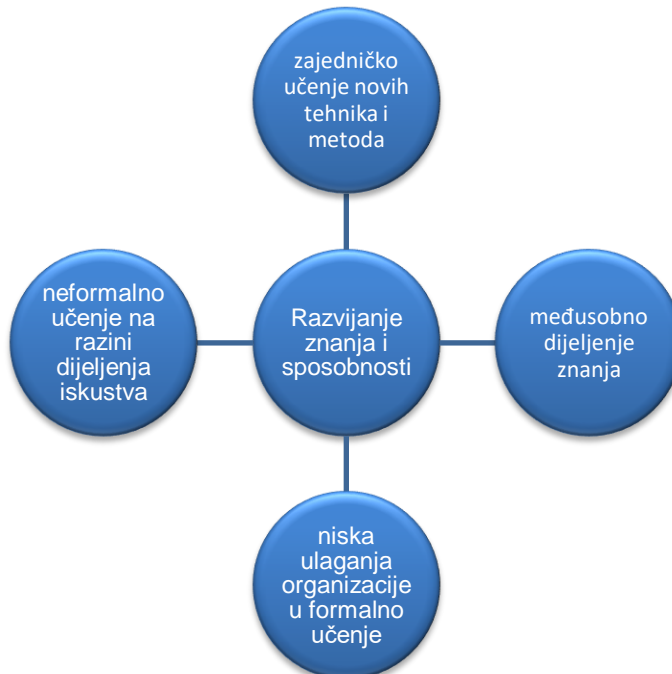 zajedničko
učenje novih
tehnika i
metoda
neformalno
učenje na
razini
dijeljenja
iskustva
Razvijanje
znanja i
sposobnosti
međusobno
dijeljenje
znanja
niska
ulaganja
organizacije
u formalno
učenje